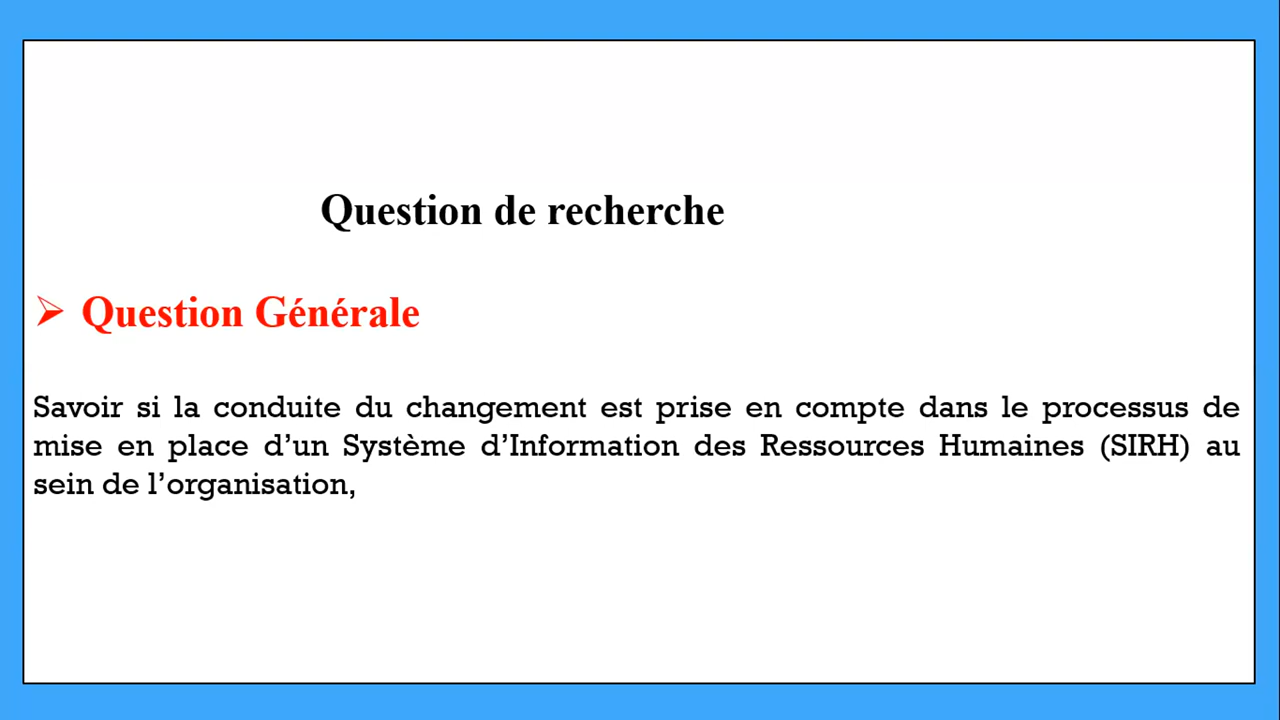 Question de recherche
Question Générale
Savoir si la conduite du changement est prise en compte dans le processus de
mise en place d’un Système d’Information des Ressources Humaines (SIRH) au
sein de l’organisation,